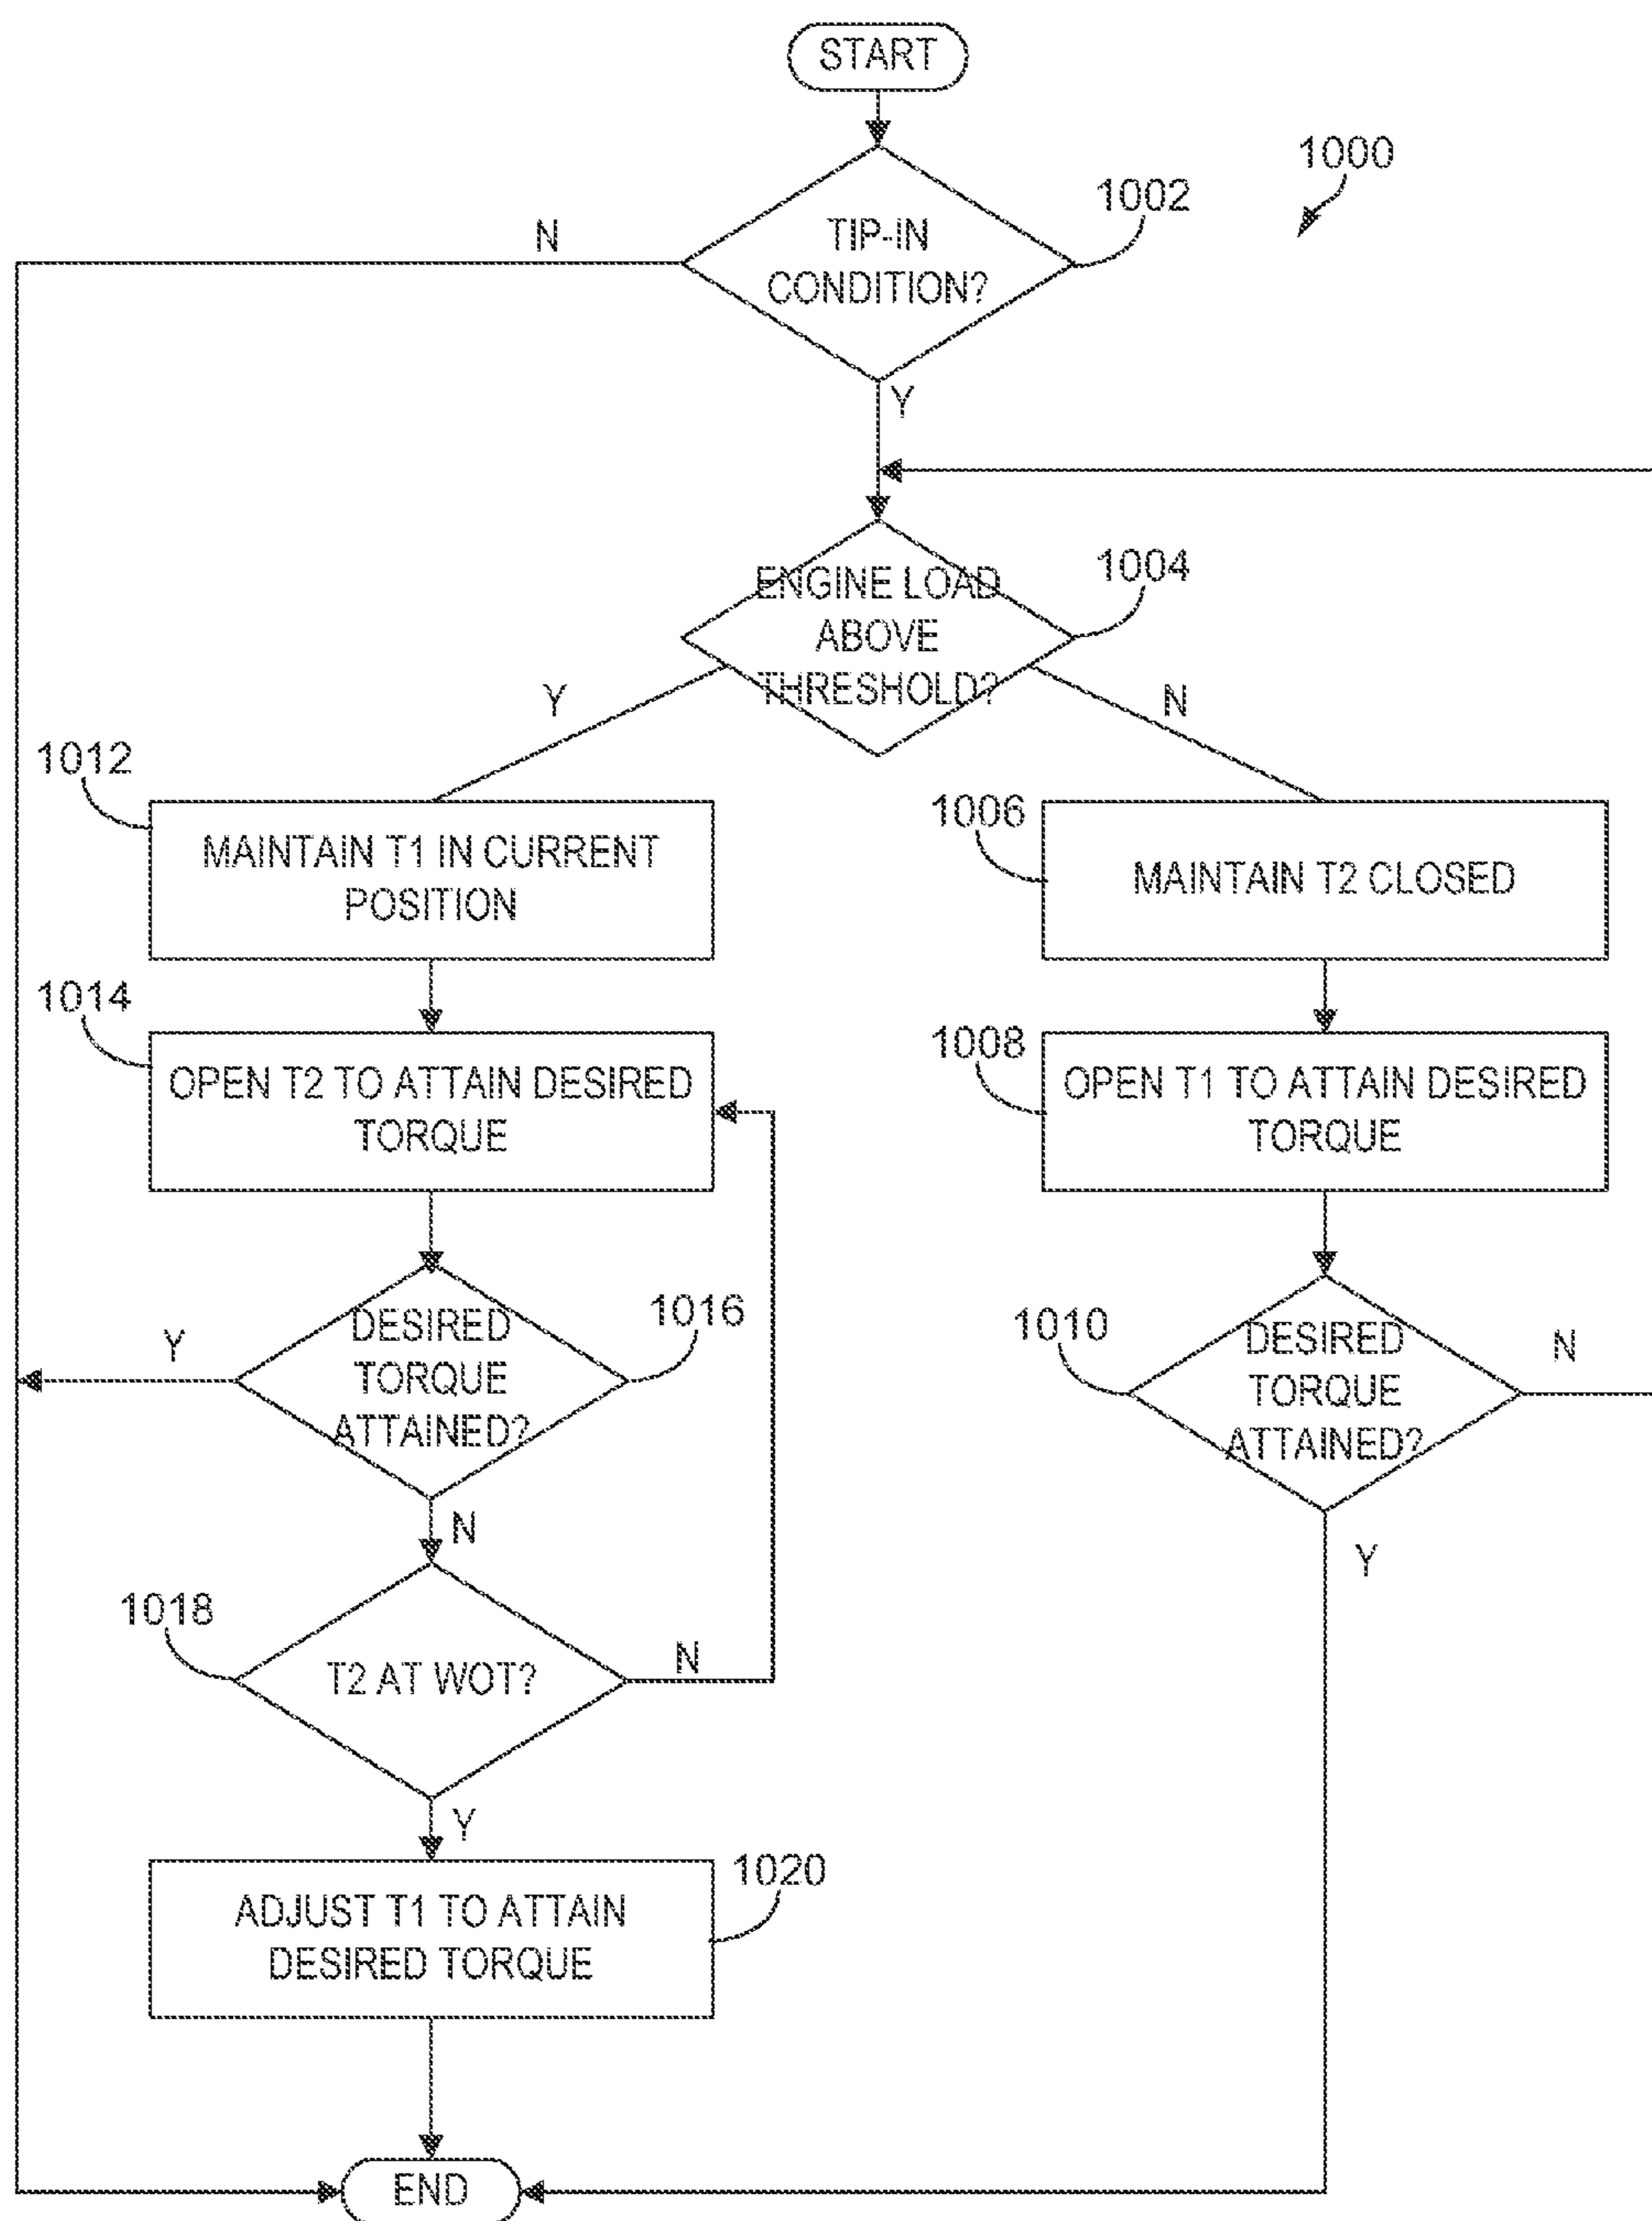 START
1000
1002
N
TIP-IN
CONDITION?
Y
1004
ENGINE LOAD
ABOVE
THRESHOLD?
Y
N
1012
MAINTAIN T1 IN CURRENT
POSITION
1006
MAINTAIN T2 CLOSED
1014
OPEN T2 TO ATTAIN DESIRED
TORQUE
1008
OPEN T1 TO ATTAIN DESIRED
TORQUE
1016
DESIRED
TORQUE
ATTAINED?
Y
N
1010
DESIRED
TORQUE
ATTAINED?
N
Y
1018
T2 AT WOT?
N
Y
1020
ADJUST T1 TO ATTAIN
DESIRED TORQUE
END